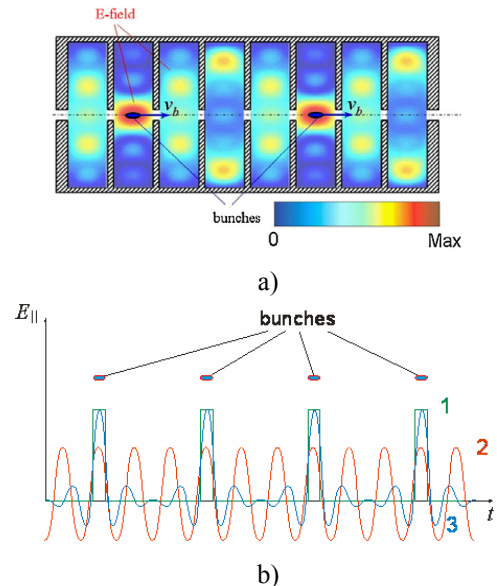 E-field
v_b
v_b
bunches
0
Max
a)
E||
bunches
1
2
3
t
b)